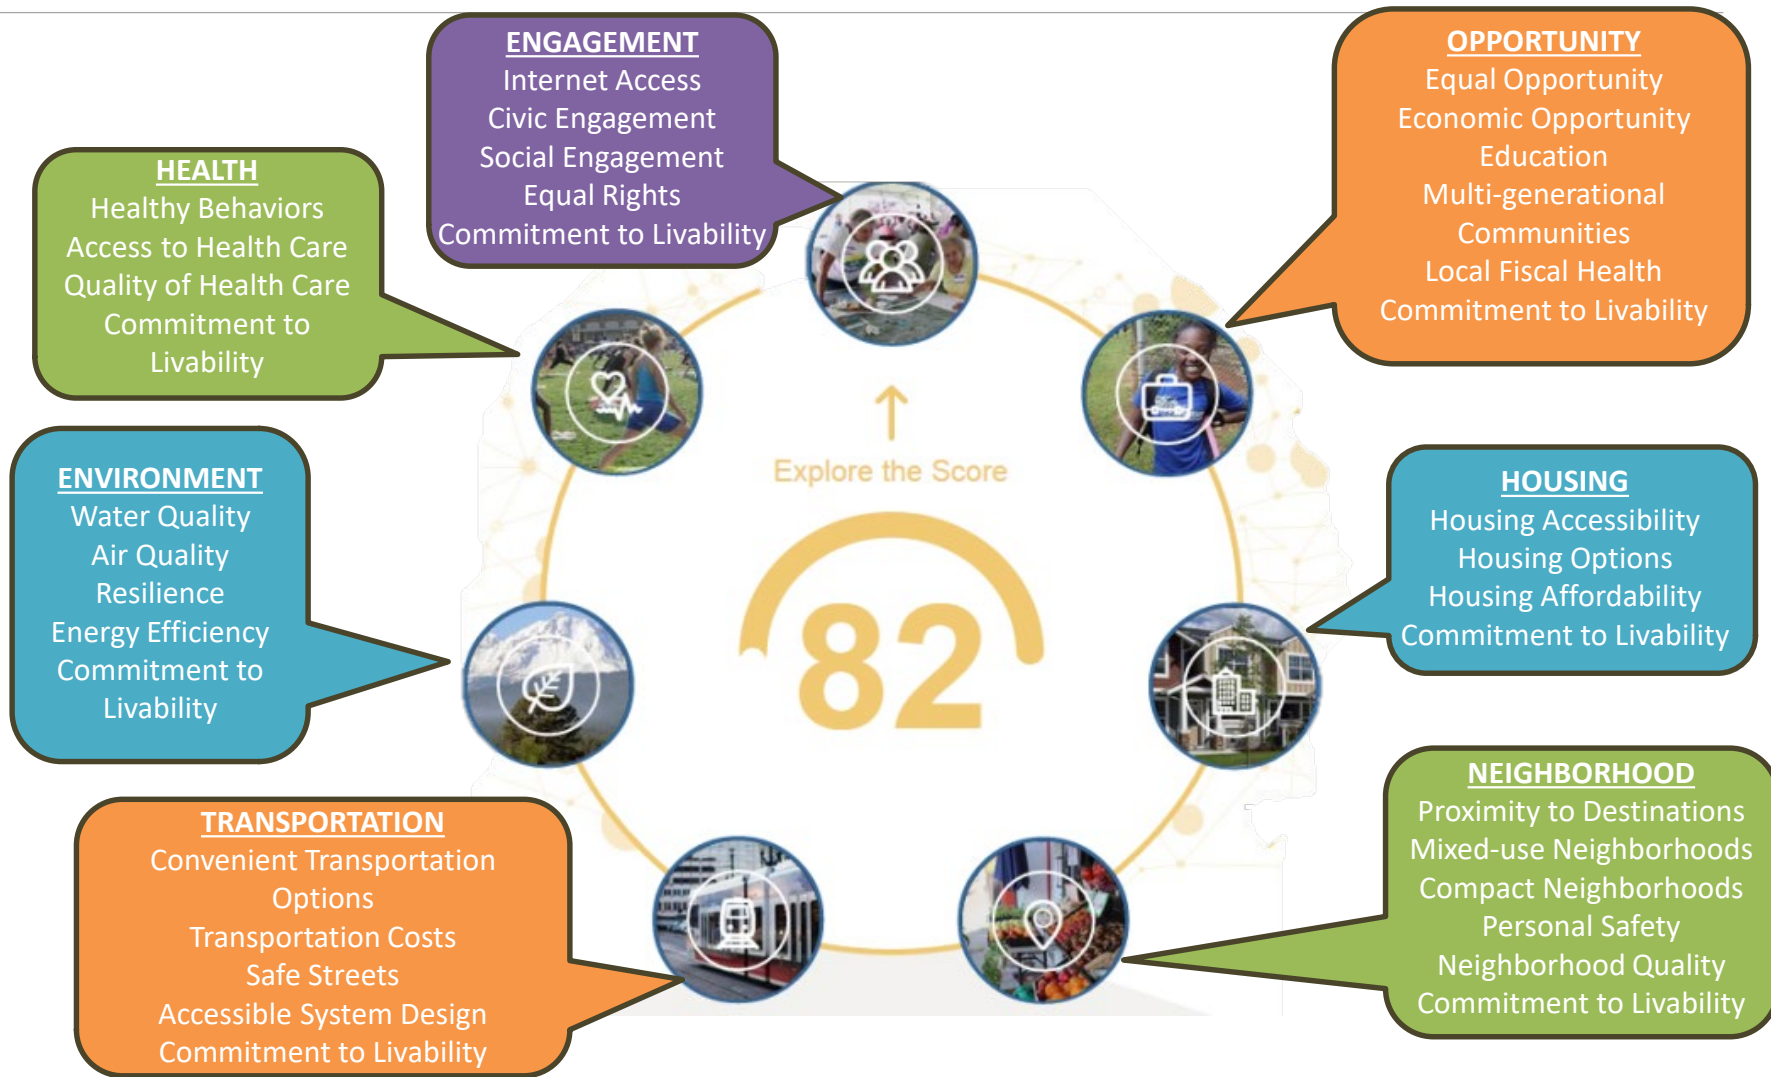 ENGAGEMENT
Internet Access
Civic Engagement
Social Engagement
Equal Rights
Commitment to Livability
OPPORTUNITY
Equal Opportunity
Economic Opportunity
Education
Multi-generational
Communities
Local Fiscal Health
Commitment to Livability
HEALTH
Healthy Behaviors
Access to Health Care
Quality of Health Care
Commitment to
Livability
Explore the Score
82
ENVIRONMENT
Water Quality
Air Quality
Resilience
Energy Efficiency
Commitment to
Livability
HOUSING
Housing Accessibility
Housing Options
Housing Affordability
Commitment to Livability
TRANSPORTATION
Convenient Transportation
Options
Transportation Costs
Safe Streets
Accessible System Design
Commitment to Livability
NEIGHBORHOOD
Proximity to Destinations
Mixed-use Neighborhoods
Compact Neighborhoods
Personal Safety
Neighborhood Quality
Commitment to Livability